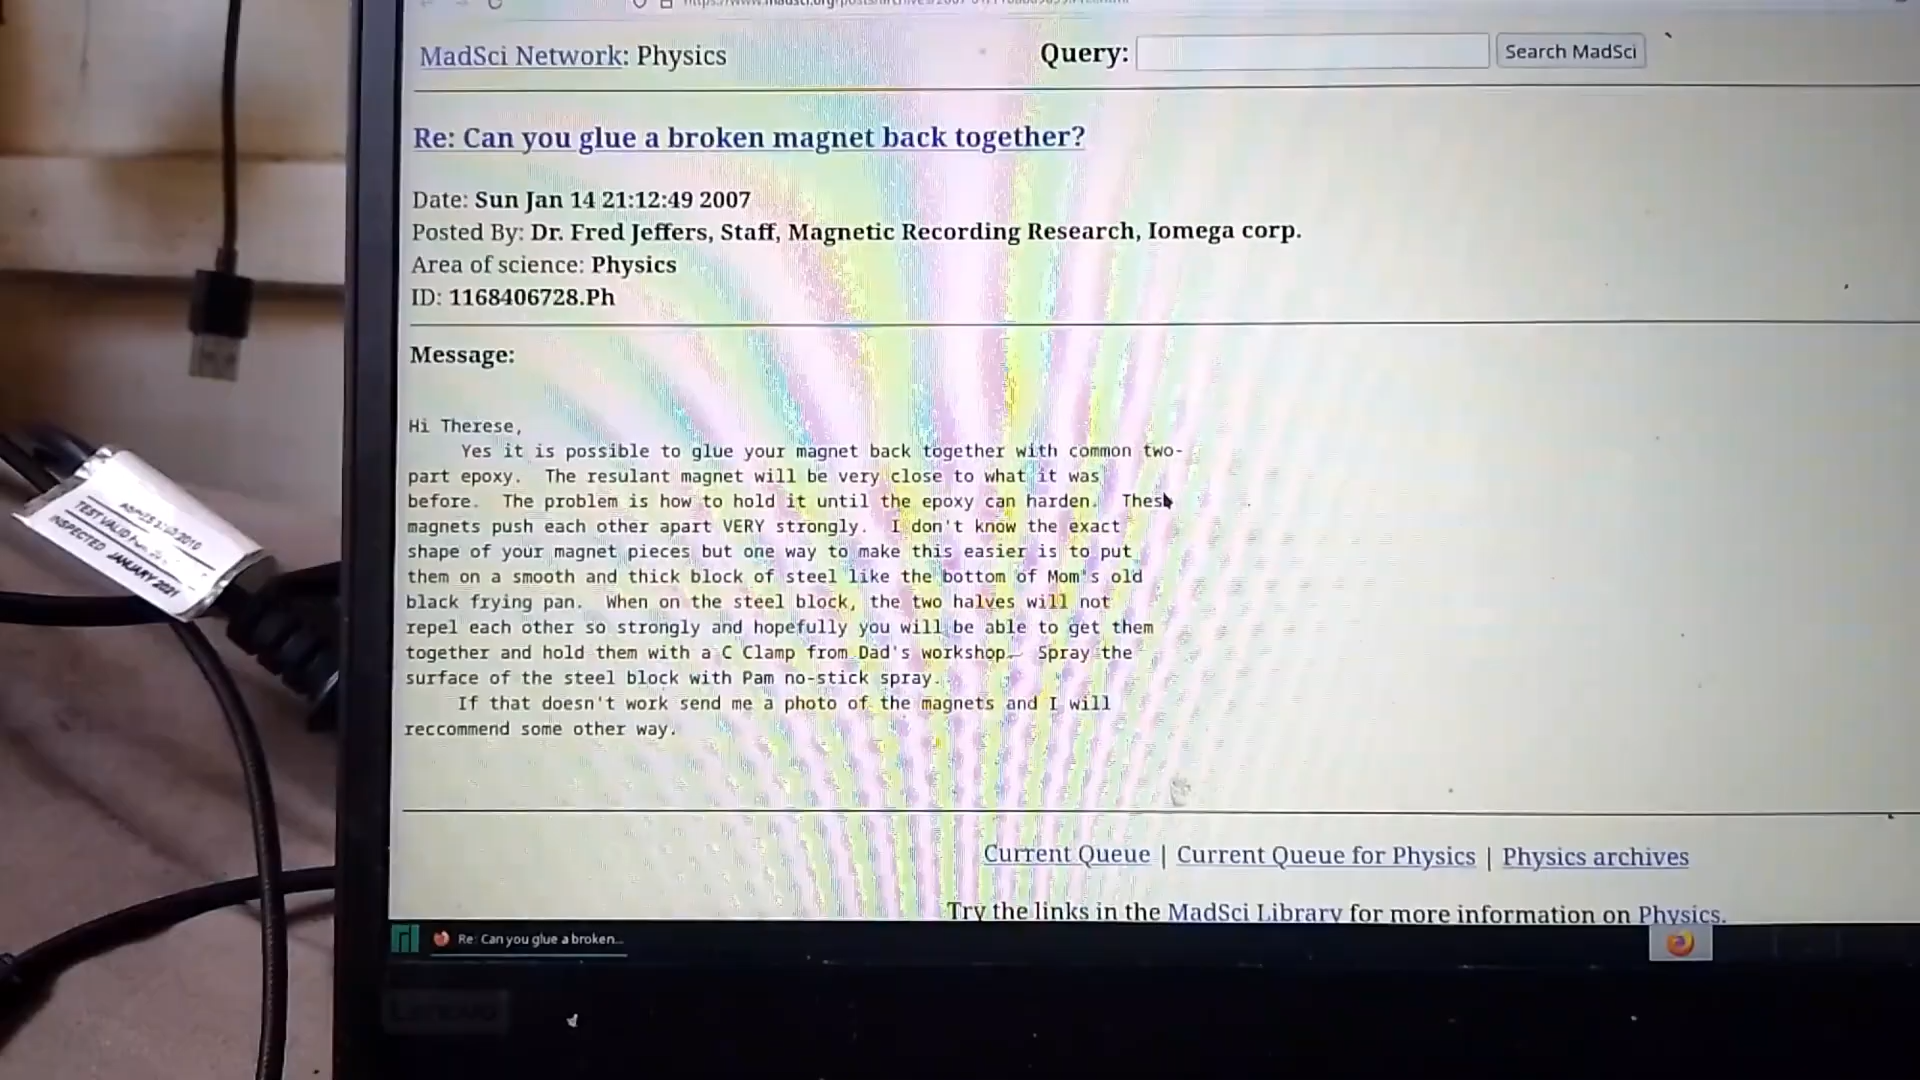 MadSci Network: Physics
Query:
Search MadSci
Re: Can you glue a broken magnet back together?
Date: Sun Jan 14 21:12:49 2007
Posted By: Dr. Fred Jeffers, Staff, Magnetic Recording Research, Iomega corp.
Area of science: Physics
ID: 1168406728.Ph
Message:
Hi Therese,
Yes it is possible to glue your magnet back together with common two-
part epoxy. The resulant magnet will be very close to what it was
before. The problem is how to hold it until the epoxy can harden. Thes
magnets push each other apart VERY strongly. I don't know the exact
shape of your magnet pieces but one way to make this easier is to put
them on a smooth and thick block of steel like the bottom of Mom's old
black frying pan. When on the steel block, the two halves will not
repel each other so strongly and hopefully you will be able to get them
together and hold them with a C Clamp from Dad's workshop. Spray the
surface of the steel block with Pam no-stick spray.
If that doesn't work send me a photo of the magnets and I will
reccommend some other way.
Current Queue | Current Queue for Physics | Physics archives
Try the links in the MadSci Library for more information on Physics.
Re: Can you glue a broken...
Lenovo
TEST VALID
INSPECTED JANUARY 2021